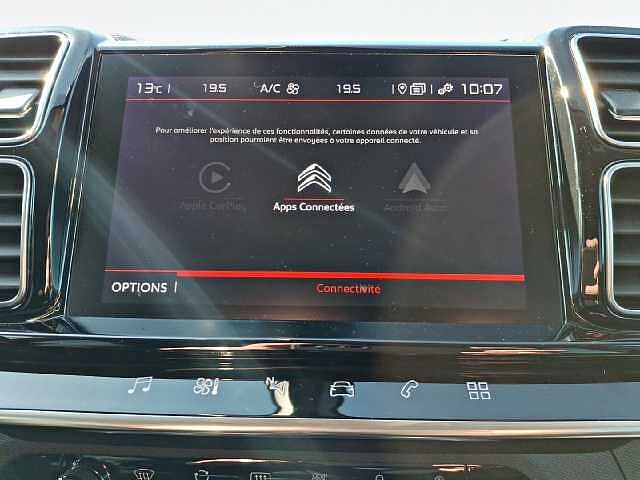 13°C 19.5 A/C 19.5 10:07
Pour améliorer l'expérience de ces fonctionnalités, certaines données de votre véhicule et sa
position pourraient être envoyées à votre appareil connecté.
Apple CarPlay Apps Connectées Android Auto
OPTIONS Connectivité